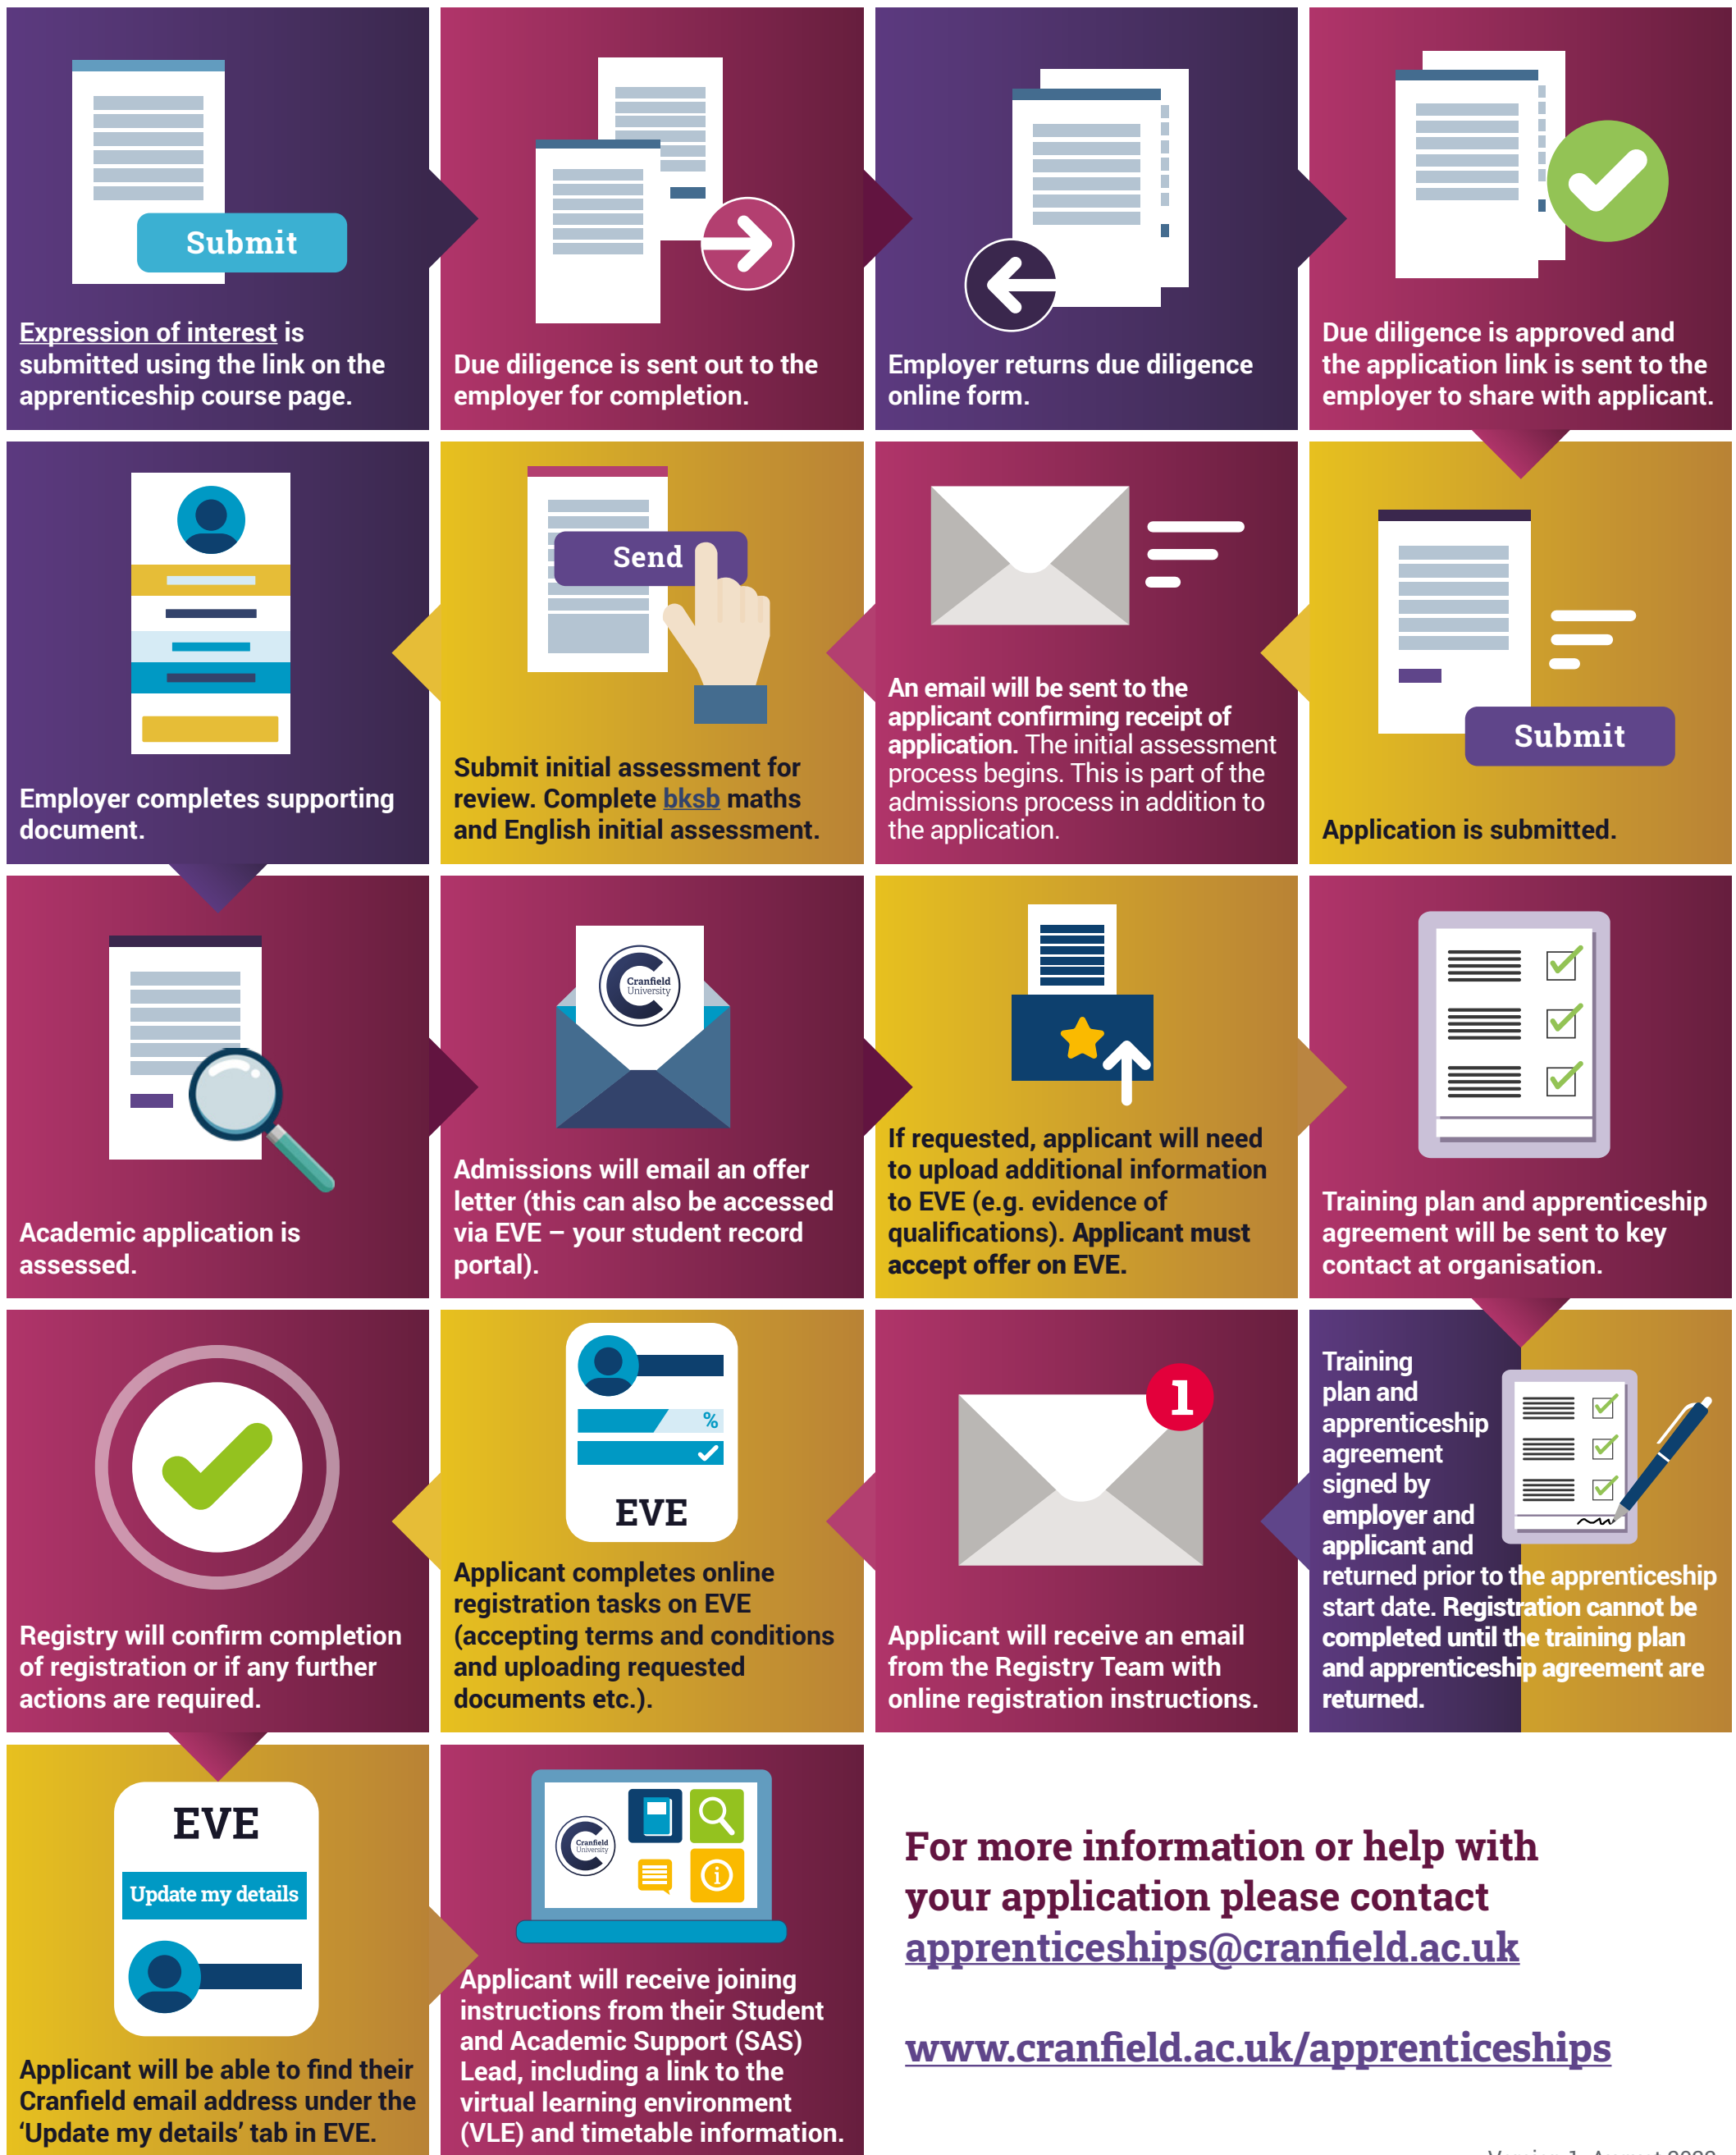 Submit
Expression of interest is
submitted using the link on the
apprenticeship course page.
Due diligence is sent out to the
employer for completion.
Employer returns due diligence
online form.
Due diligence is approved and
the application link is sent to the
employer to share with applicant.
Submit
Application is submitted.
An email will be sent to the
applicant confirming receipt of
application. The initial assessment
process begins. This is part of the
admissions process in addition to
the application.
Send
Submit initial assessment for
review. Complete bksb maths
and English initial assessment.
Employer completes supporting
document.
Academic application is
assessed.
Cranfield
University
Admissions will email an offer
letter (this can also be accessed
via EVE – your student record
portal).
If requested, applicant will need
to upload additional information
to EVE (e.g. evidence of
qualifications). Applicant must
accept offer on EVE.
Training plan and apprenticeship
agreement will be sent to key
contact at organisation.
Training
plan and
apprenticeship
agreement
signed by
employer and
applicant and
returned prior to the apprenticeship
start date. Registration cannot be
completed until the training plan
and apprenticeship agreement are
returned.
1
Applicant will receive an email
from the Registry Team with
online registration instructions.
%
EVE
Applicant completes online
registration tasks on EVE
(accepting terms and conditions
and uploading requested
documents etc.).
Registry will confirm completion
of registration or if any further
actions are required.
EVE
Update my details
Applicant will be able to find their
Cranfield email address under the
‘Update my details’ tab in EVE.
Cranfield
University
i
Applicant will receive joining
instructions from their Student
and Academic Support (SAS)
Lead, including a link to the
virtual learning environment
(VLE) and timetable information.
For more information or help with
your application please contact
apprenticeships@cranfield.ac.uk
www.cranfield.ac.uk/apprenticeships